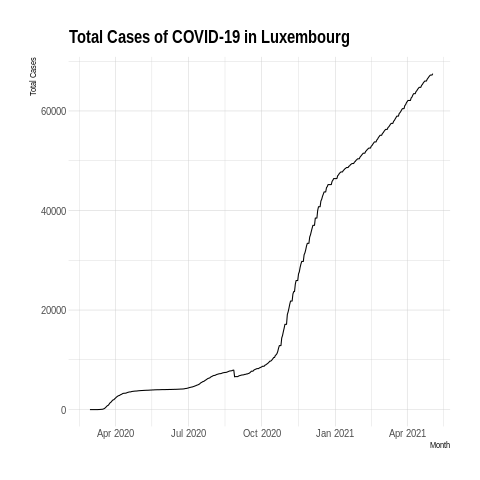 Total Cases of COVID-19 in Luxembourg
Total Cases
60000
40000
20000
0
Apr 2020 Jul 2020 Oct 2020 Jan 2021 Apr 2021
Month